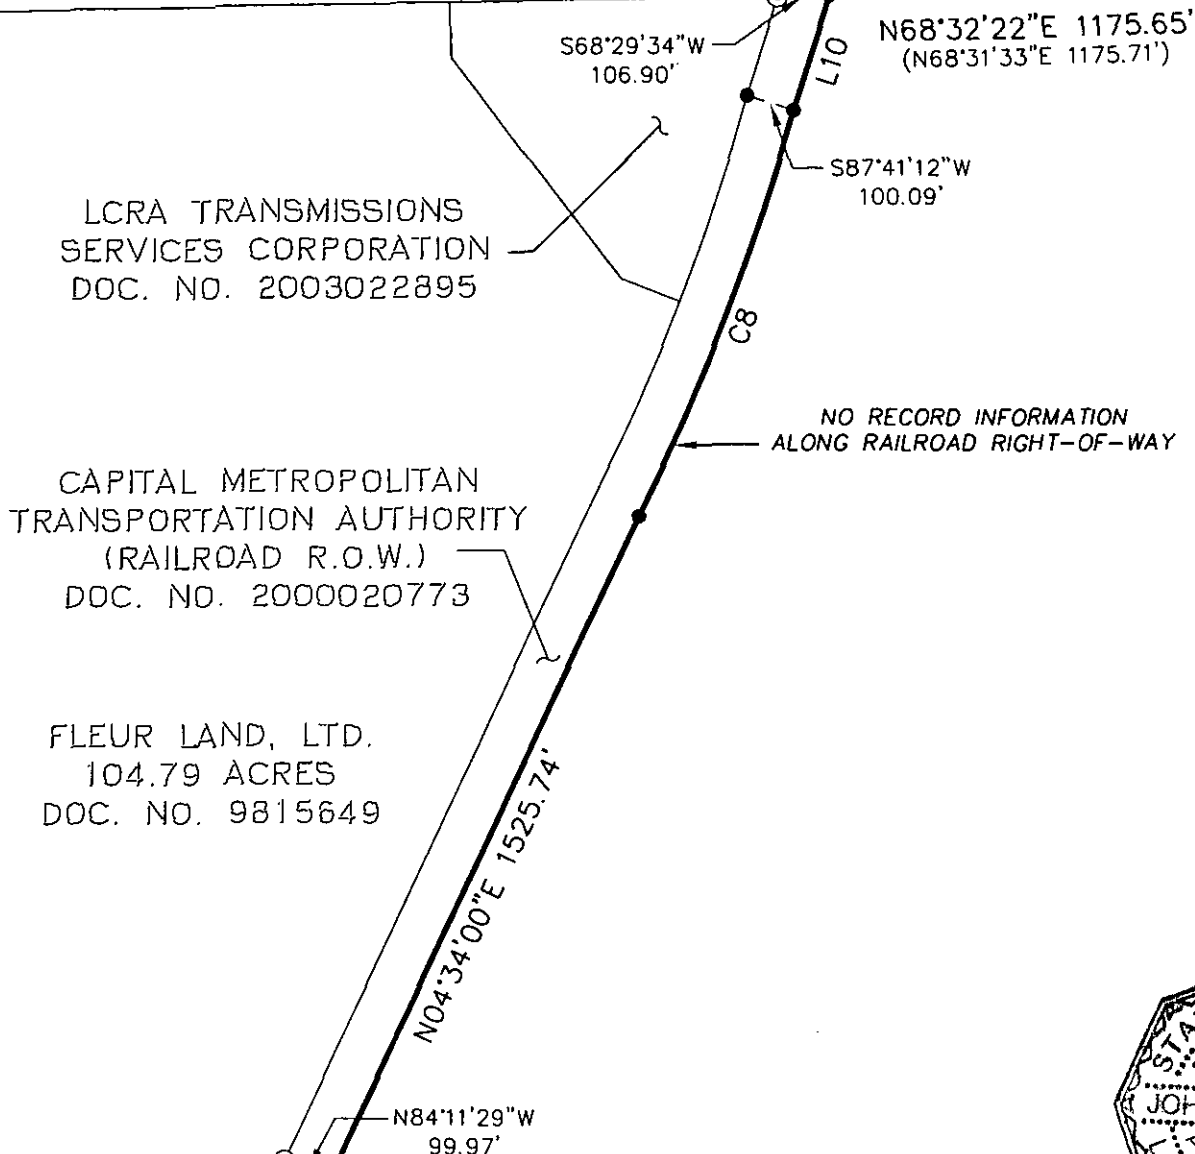 N68°32'22"E 1175.65'
(N68°31'33"E 1175.71')
S68°29'34"W
106.90'
L10
S87°41'12"W
100.09'
LCRA TRANSMISSIONS
SERVICES CORPORATION
DOC. NO. 2003022895
C8
NO RECORD INFORMATION
ALONG RAILROAD RIGHT-OF-WAY
CAPITAL METROPOLITAN
TRANSPORTATION AUTHORITY
(RAILROAD R.O.W.)
DOC. NO. 2000020773
FLEUR LAND, LTD.
104.79 ACRES
DOC. NO. 9815649
N04°34'00"E 1525.74'
N84°11'29"W
99.97'
STA
JOH